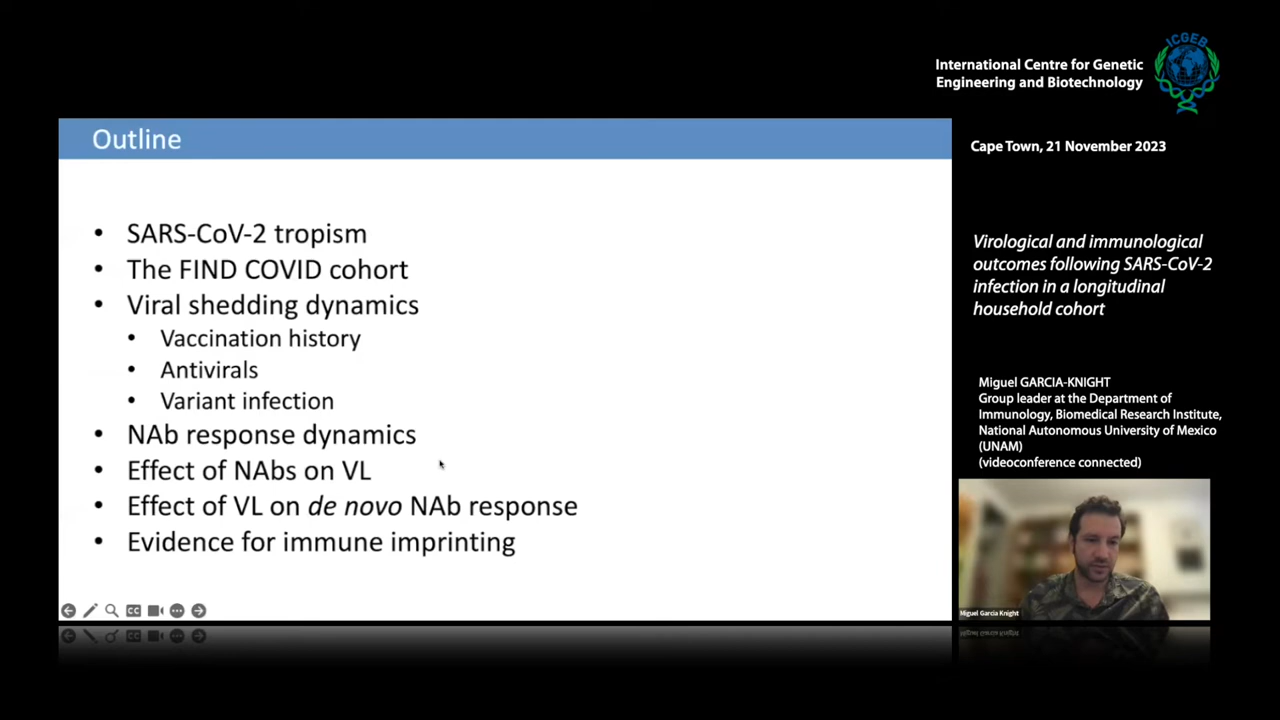 ICGEB
International Centre for Genetic
Engineering and Biotechnology
Outline
SARS-CoV-2 tropism
The FIND COVID cohort
Viral shedding dynamics
Vaccination history
Antivirals
Variant infection
NAb response dynamics
Effect of NAbs on VL
Effect of VL on de novo NAb response
Evidence for immune imprinting
CC
Cape Town, 21 November 2023
Virological and immunological
outcomes following SARS-CoV-2
infection in a longitudinal
household cohort
Miguel GARCIA-KNIGHT
Group leader at the Department of
Immunology, Biomedical Research Institute,
National Autonomous University of Mexico
(UNAM)
(videoconference connected)
Miguel Garcia Knight